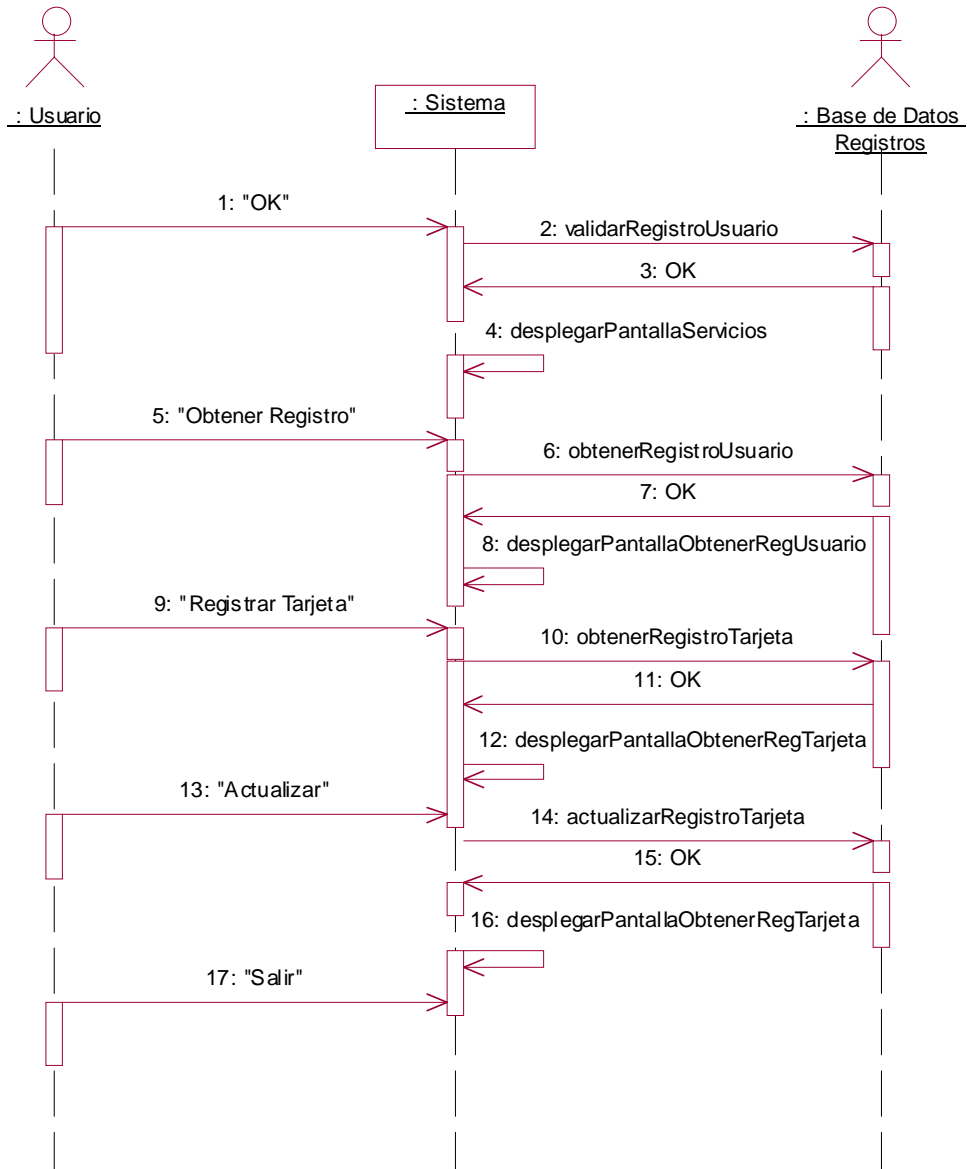 : Usuario
: Sistema
: Base de Datos
Registros
1: "OK"
2: validarRegistroUsuario
3: OK
4: desplegarPantallaServicios
5: "Obtener Registro"
6: obtenerRegistroUsuario
7: OK
8: desplegarPantallaObtenerRegUsuario
9: "Registrar Tarjeta"
10: obtenerRegistroTarjeta
11: OK
12: desplegarPantallaObtenerRegTarjeta
13: "Actualizar"
14: actualizarRegistroTarjeta
15: OK
16: desplegarPantallaObtenerRegTarjeta
17: "Salir"